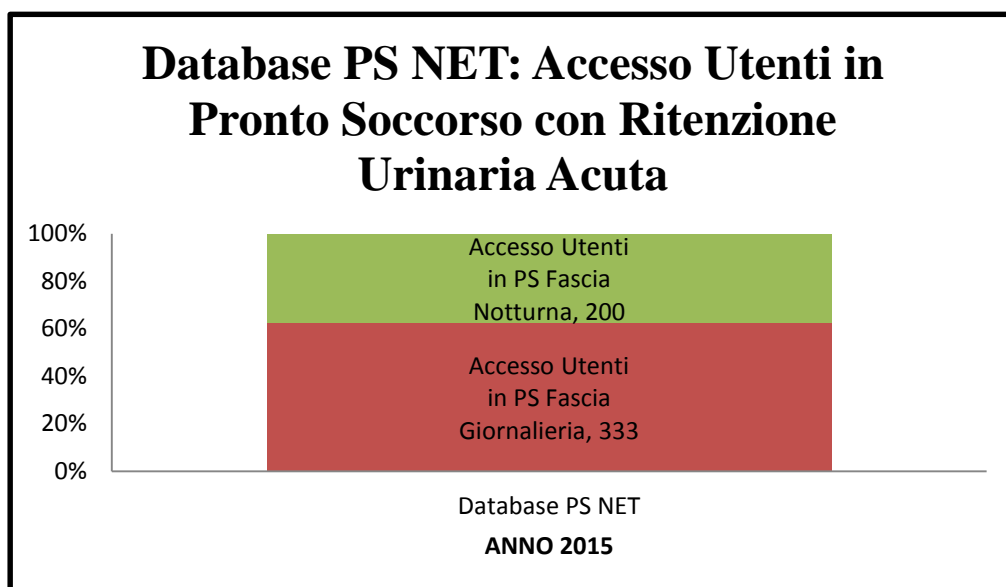 Database PS NET: Accesso Utenti in
Pronto Soccorso con Ritenzione
Urinaria Acuta
100%
80%
60%
40%
20%
0%
Accesso Utenti
in PS Fascia
Notturna, 200
Accesso Utenti
in PS Fascia
Giornalieria, 333
Database PS NET
ANNO 2015